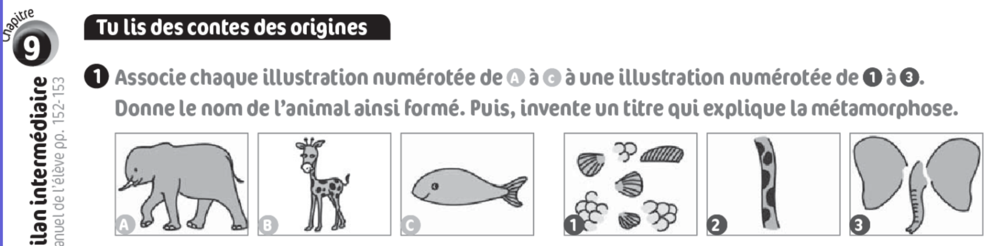 Chapitre
9
ilan intermédiaire
anuel de l'élève pp. 152-153
Tu lis des contes des origines
1 Associe chaque illustration numérotée de A à C à une illustration numérotée de 1 à 3.
Donne le nom de l'animal ainsi formé. Puis, invente un titre qui explique la métamorphose.
A B C 1 2 3